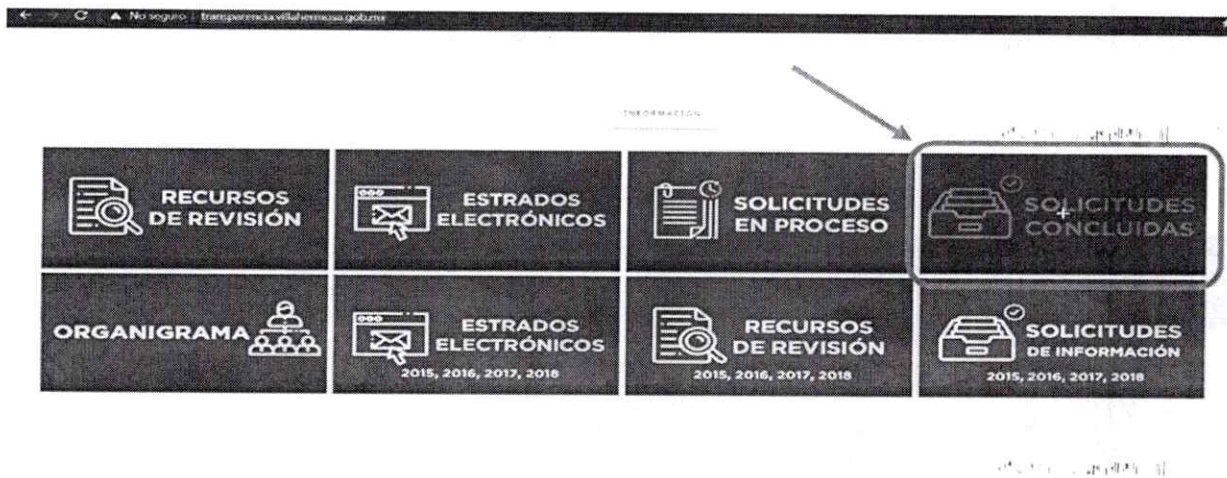 No seguro transparencia.villahermosa.gob.mx
INFORMACIÓN
RECURSOS
DE REVISIÓN
ESTRADOS
ELECTRÓNICOS
SOLICITUDES
EN PROCESO
SOLICITUDES
CONCLUIDAS
ORGANIGRAMA
ESTRADOS
ELECTRÓNICOS
2015, 2016, 2017, 2018
RECURSOS
DE REVISIÓN
2015, 2016, 2017, 2018
SOLICITUDES
DE INFORMACIÓN
2015, 2016, 2017, 2018